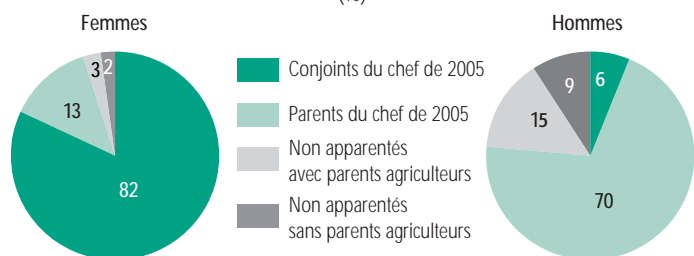 Femmes
Hommes
3
2
13
82
Conjoints du chef de 2005
Parents du chef de 2005
Non apparentés
avec parents agriculteurs
Non apparentés
sans parents agriculteurs
9
6
15
70